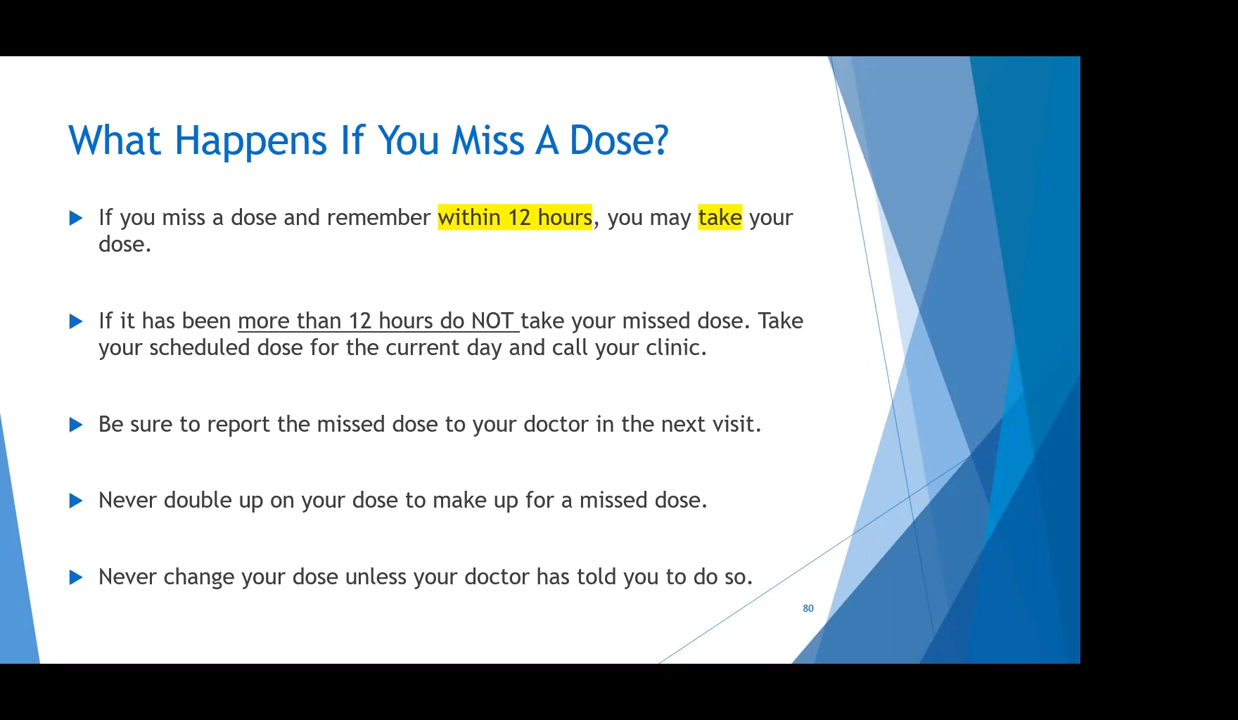 What Happens If You Miss A Dose?
If you miss a dose and remember within 12 hours, you may take your
dose.
If it has been more than 12 hours do NOT take your missed dose. Take
your scheduled dose for the current day and call your clinic.
Be sure to report the missed dose to your doctor in the next visit.
Never double up on your dose to make up for a missed dose.
Never change your dose unless your doctor has told you to do so.
80